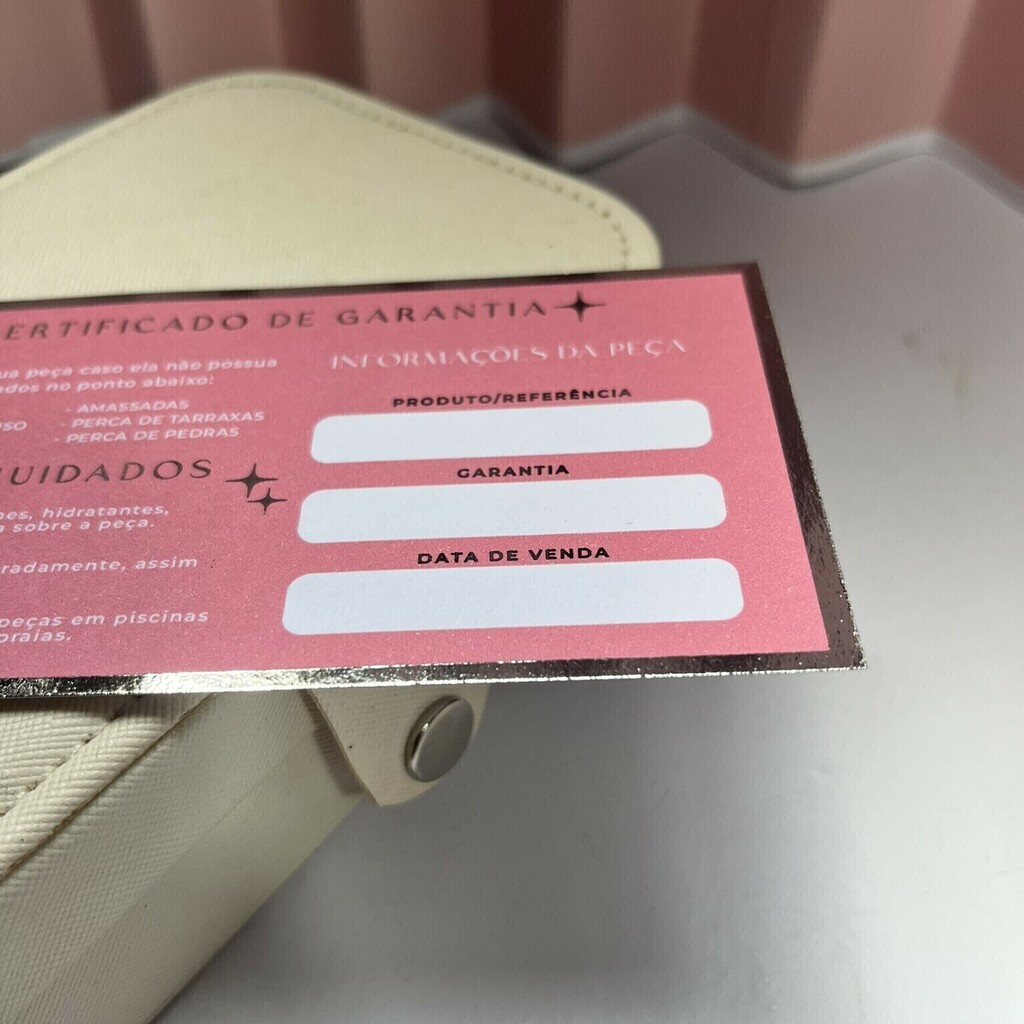 ERTIFICADO DE GARANTIA
ua peça caso ela não possua
ados no ponto abaixo:
- AMASSADAS
USO - PERCA DE TARRAXAS
- PERCA DE PEDRAS
UIDADOS
es, hidratantes,
sobre a peça.
radamente, assim
peças em piscinas
praias.
INFORMAÇÕES DA PEÇA
PRODUTO/REFERÊNCIA
GARANTIA
DATA DE VENDA